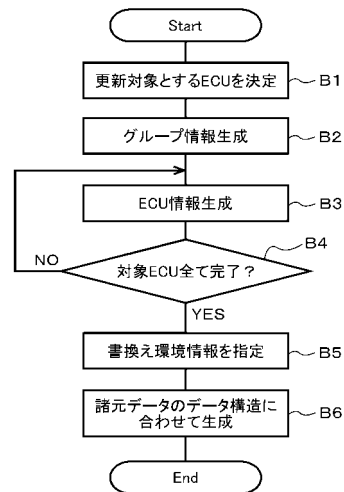 Start
更新対象とするECUを決定
B1
グループ情報生成
B2
ECU情報生成
B3
B4
対象ECU全て完了？
NO
YES
書換え環境情報を指定
B5
諸元データのデータ構造に
合わせて生成
B6
End